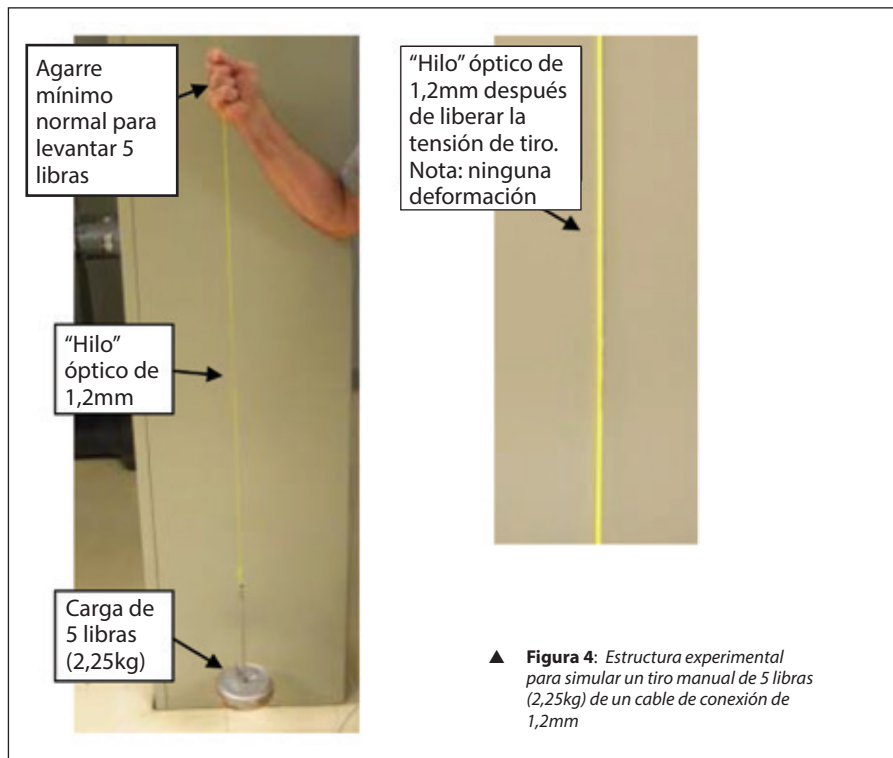 Agarre
mínimo
normal para
levantar 5
libras
"Hilo"
óptico de
1,2mm
Carga de
5 libras
(2,25kg)
“Hilo” óptico de
1,2mm después
de liberar la
tensión de tiro.
Nota: ninguna
deformación
▲ Figura 4: Estructura experimental
para simular un tiro manual de 5 libras
(2,25kg) de un cable de conexión de
1,2mm